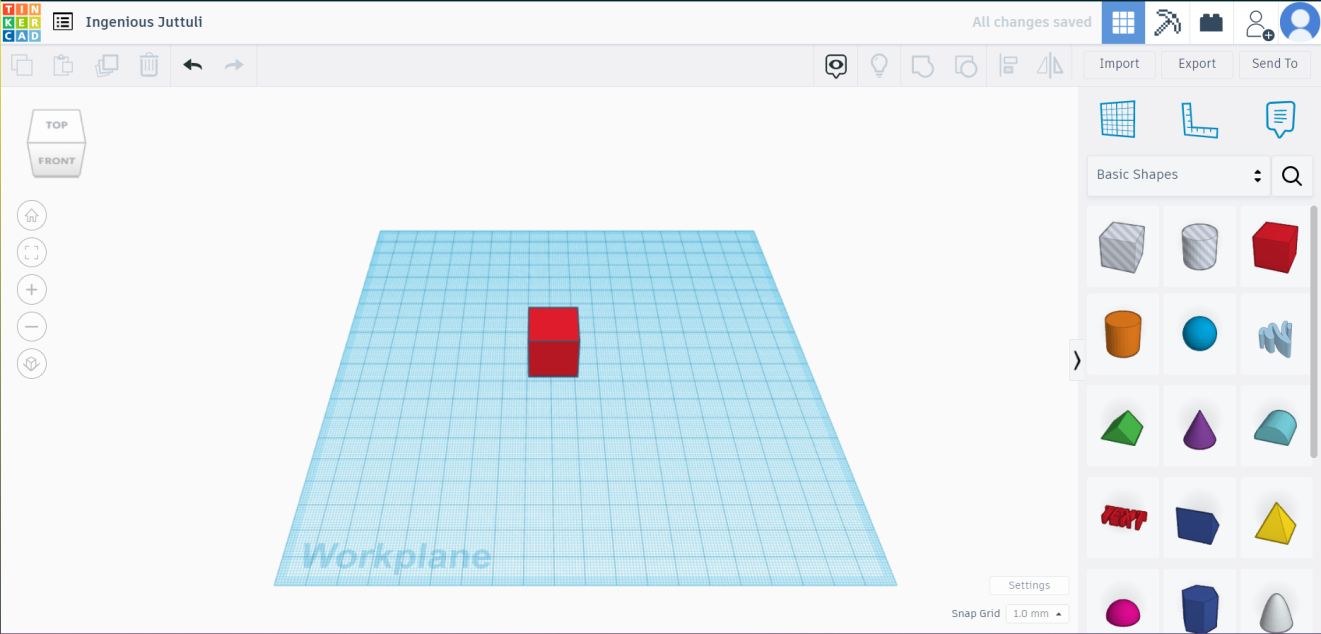 TIN
KER
CAD
Ingenious Juttuli
All changes saved
Import
Export
Send To
TOP
FRONT
Basic Shapes
TEXT
Workplane
Settings
Snap Grid
1.0 mm